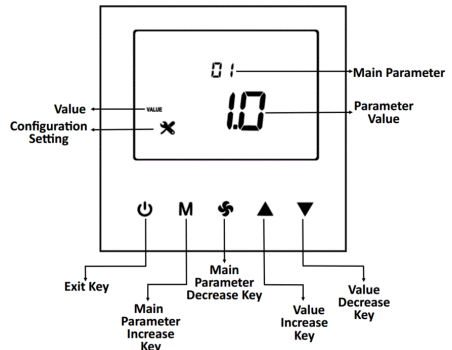 01
Main Parameter
1.0
Parameter
Value
Value
VALUE
Configuration
Setting
M
Exit Key
Main
Parameter
Increase
Key
Main
Parameter
Decrease Key
Value
Increase
Key
Value
Decrease
Key